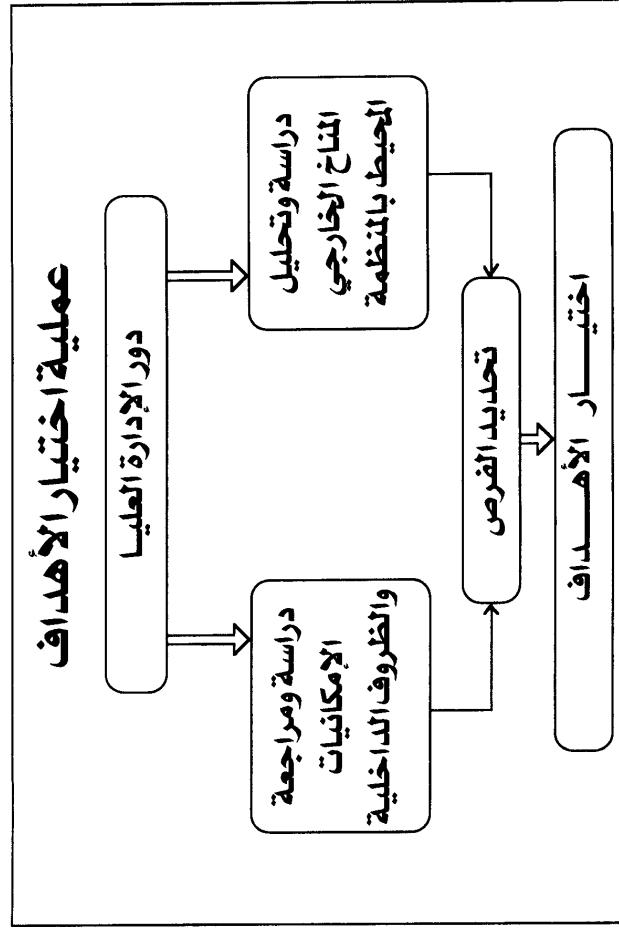 عملية اختيار الأهداف
دور الإدارة العليا
دراسة وتحليل
المناخ الخارجي
المحيط بالمنظمة
دراسة ومراجعة
الإمكانيات
والظروف الداخلية
تحديد الفرص
اختيـــــار الأهـــــداف